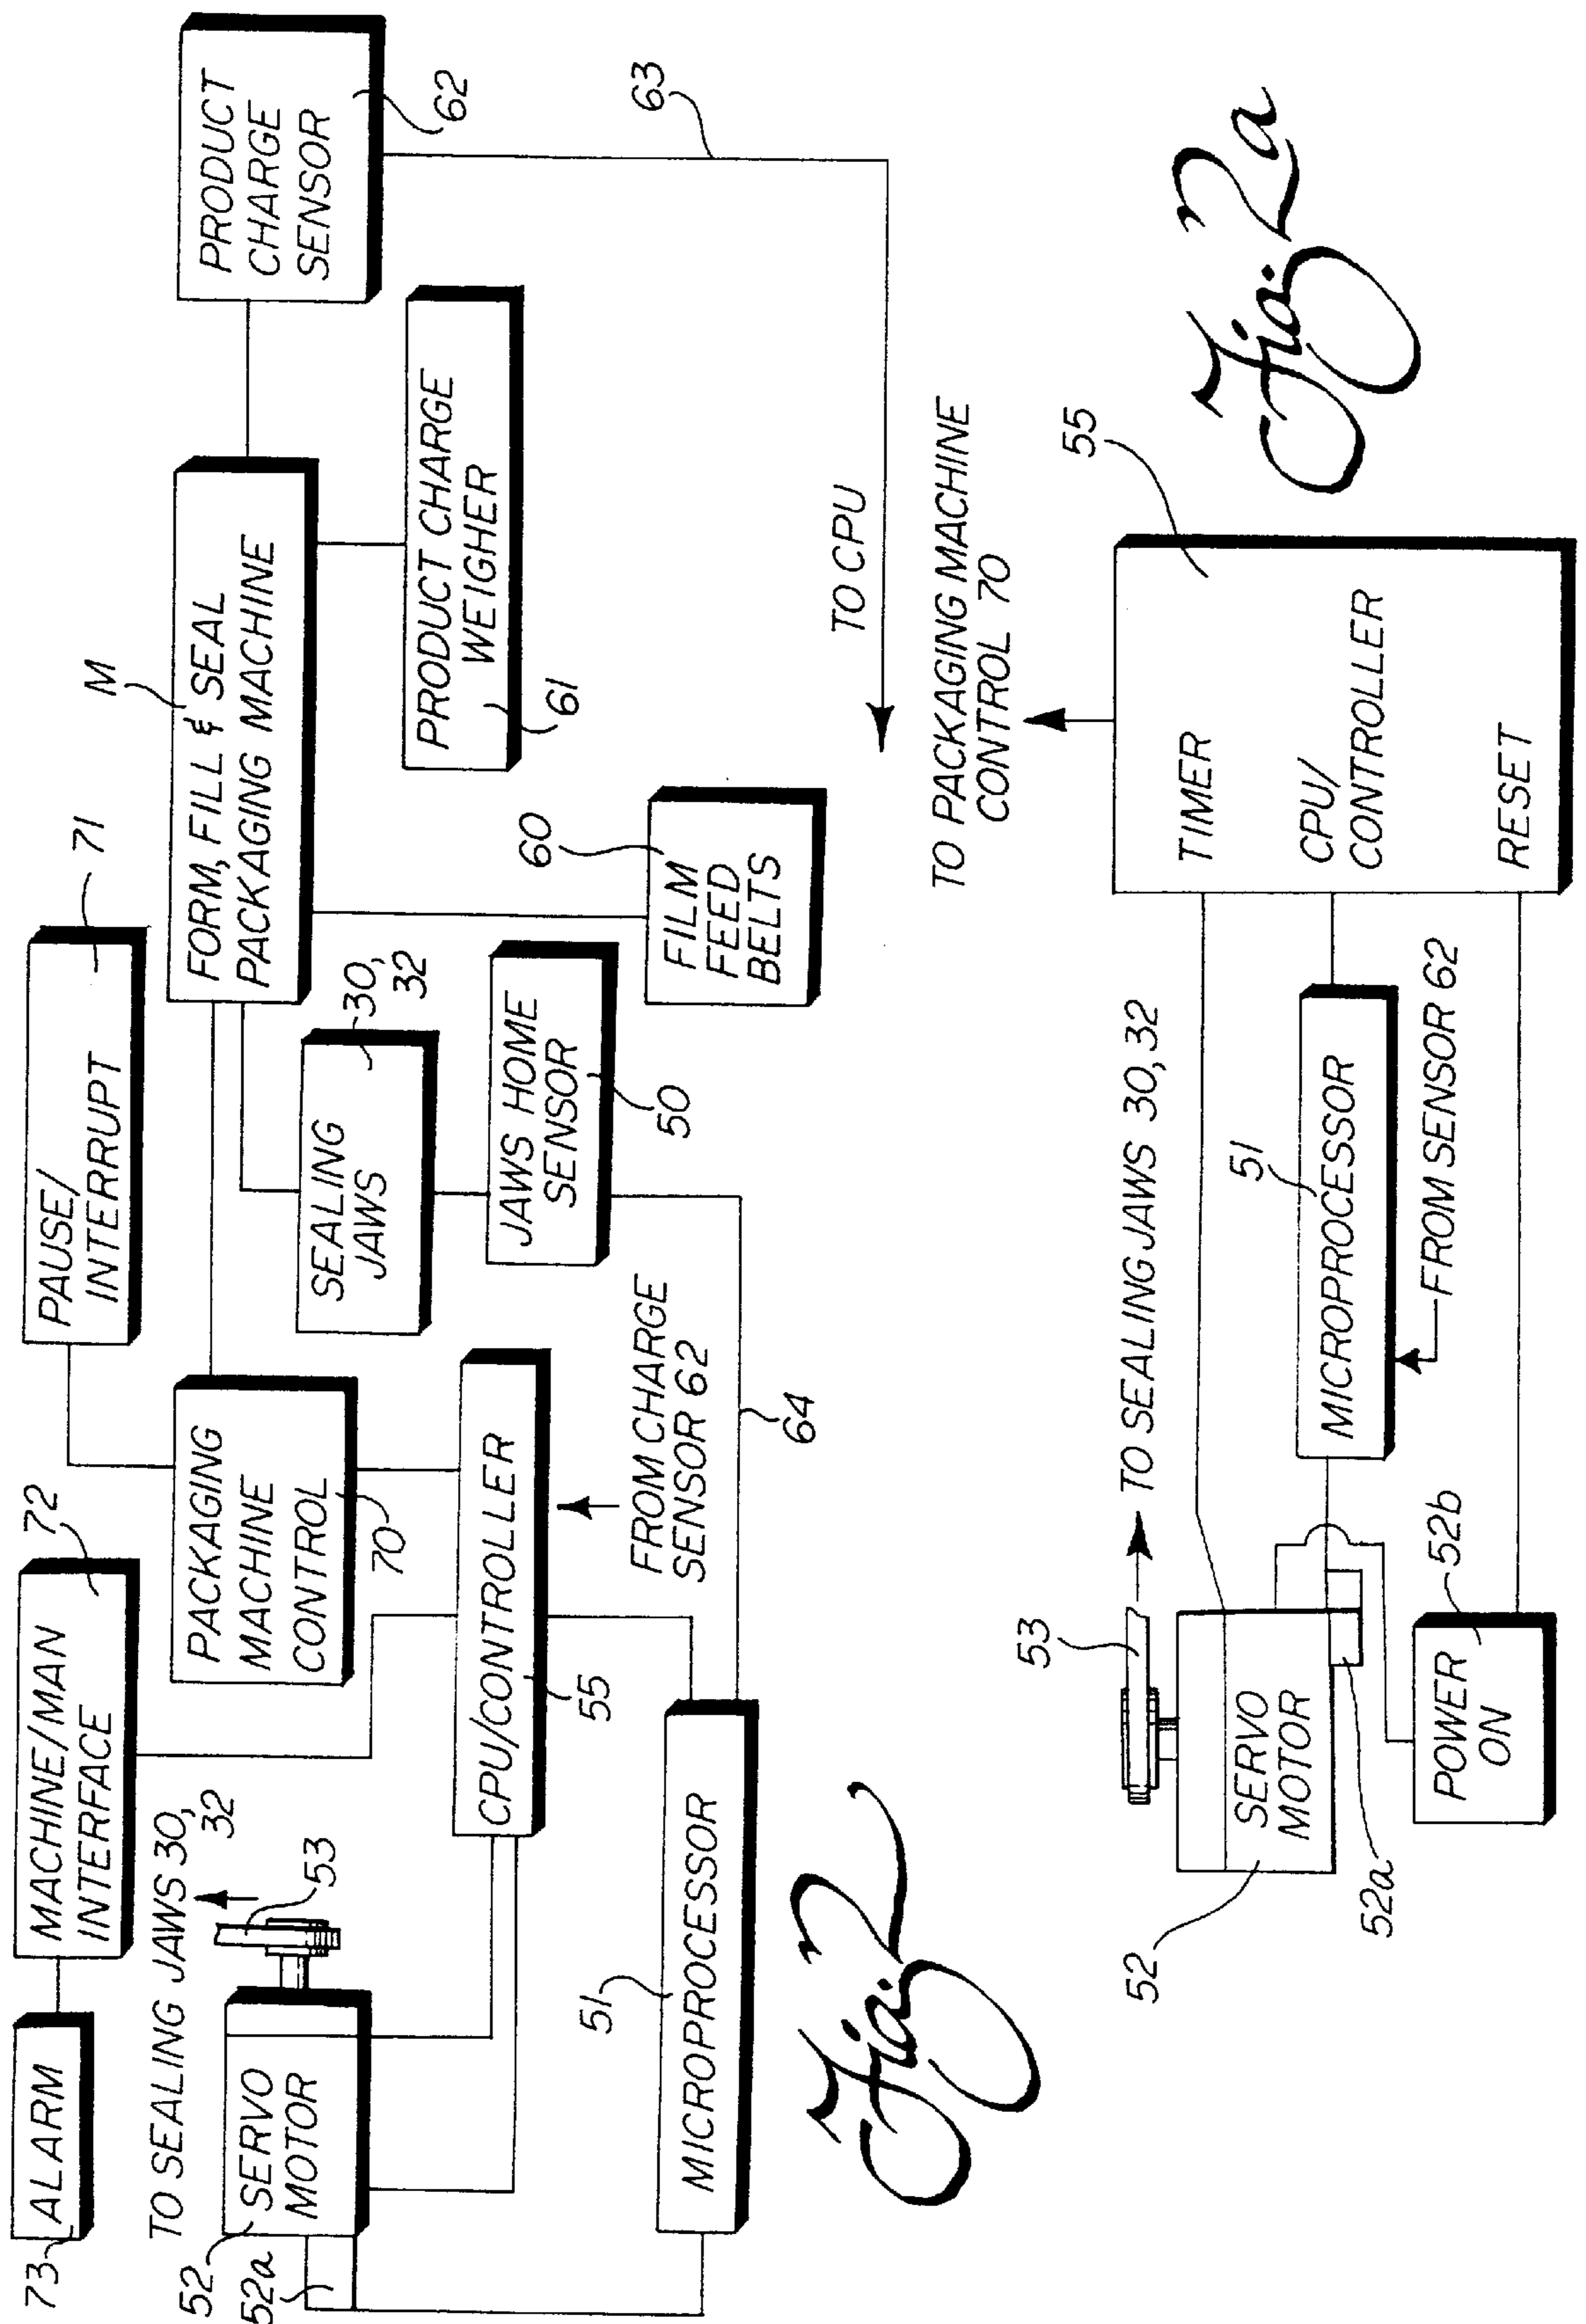 73
ALARM
MACHINE/MAN
INTERFACE
72
PAUSE/
INTERRUPT
71
TO SEALING JAWS 30,
32
53
52
52a
SERVO
MOTOR
PACKAGING
MACHINE
CONTROL
70
FORM, FILL & SEAL
PACKAGING MACHINE
M
PRODUCT
CHARGE
SENSOR
62
SEALING
JAWS
30,
32
PRODUCT CHARGE
WEIGHER
61
CPU/CONTROLLER
55
JAWS HOME
SENSOR
50
60
FILM
FEED
BELTS
63
FROM CHARGE
SENSOR 62
64
51
MICROPROCESSOR
TO CPU
Fig. 2
TO PACKAGING MACHINE
CONTROL 70
53
TO SEALING JAWS 30, 32
55
52
SERVO
MOTOR
52a
TIMER
CPU/
CONTROLLER
RESET
51
MICROPROCESSOR
FROM SENSOR 62
52b
POWER
ON
Fig. 2a